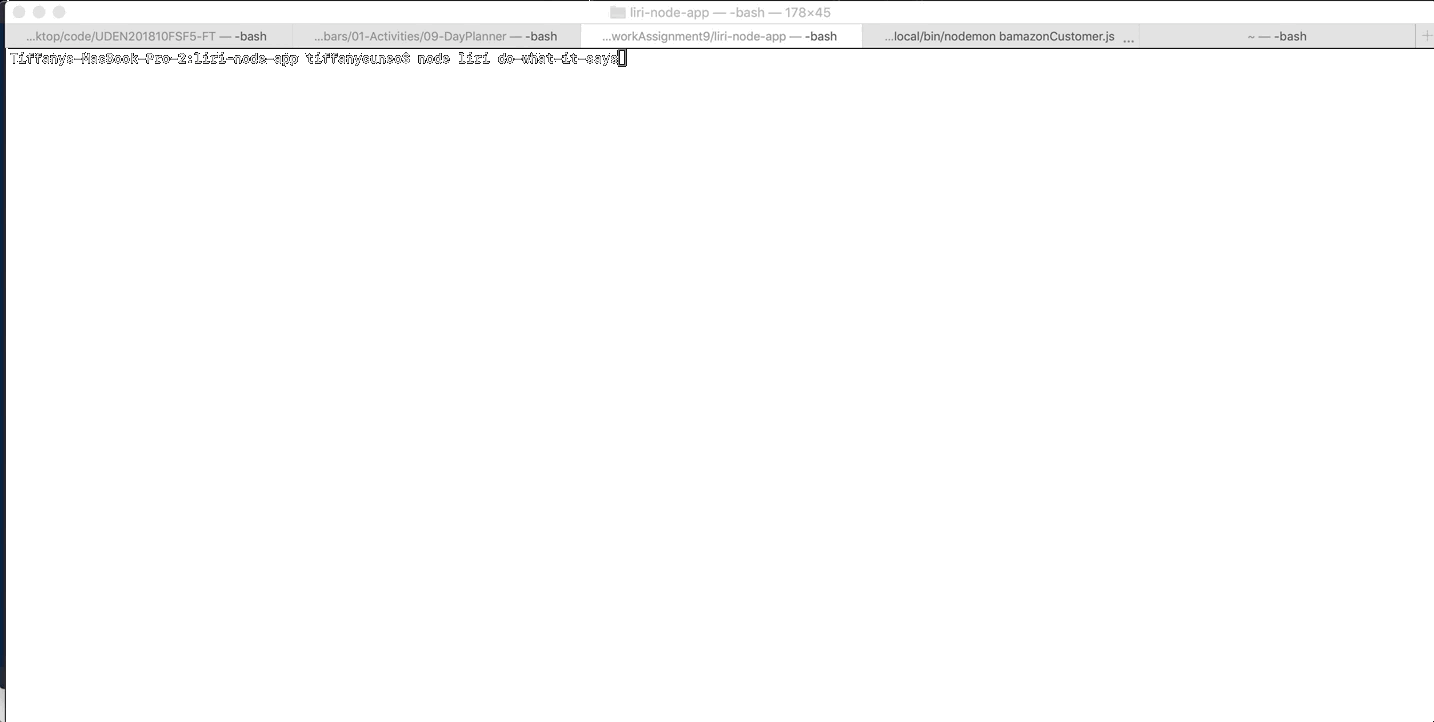 liri-node-app — -bash — 178×45
...ktop/code/UDEN201810FSF5-FT — -bash
...bars/01-Activities/09-DayPlanner — -bash
...workAssignment9/liri-node-app — -bash
...local/bin/nodemon bamazonCustomer.js ...
~ — -bash
Tiffanys-MacBook-Pro-2:liri-node-app tiffanycuneo$ node liri do-what-it-says